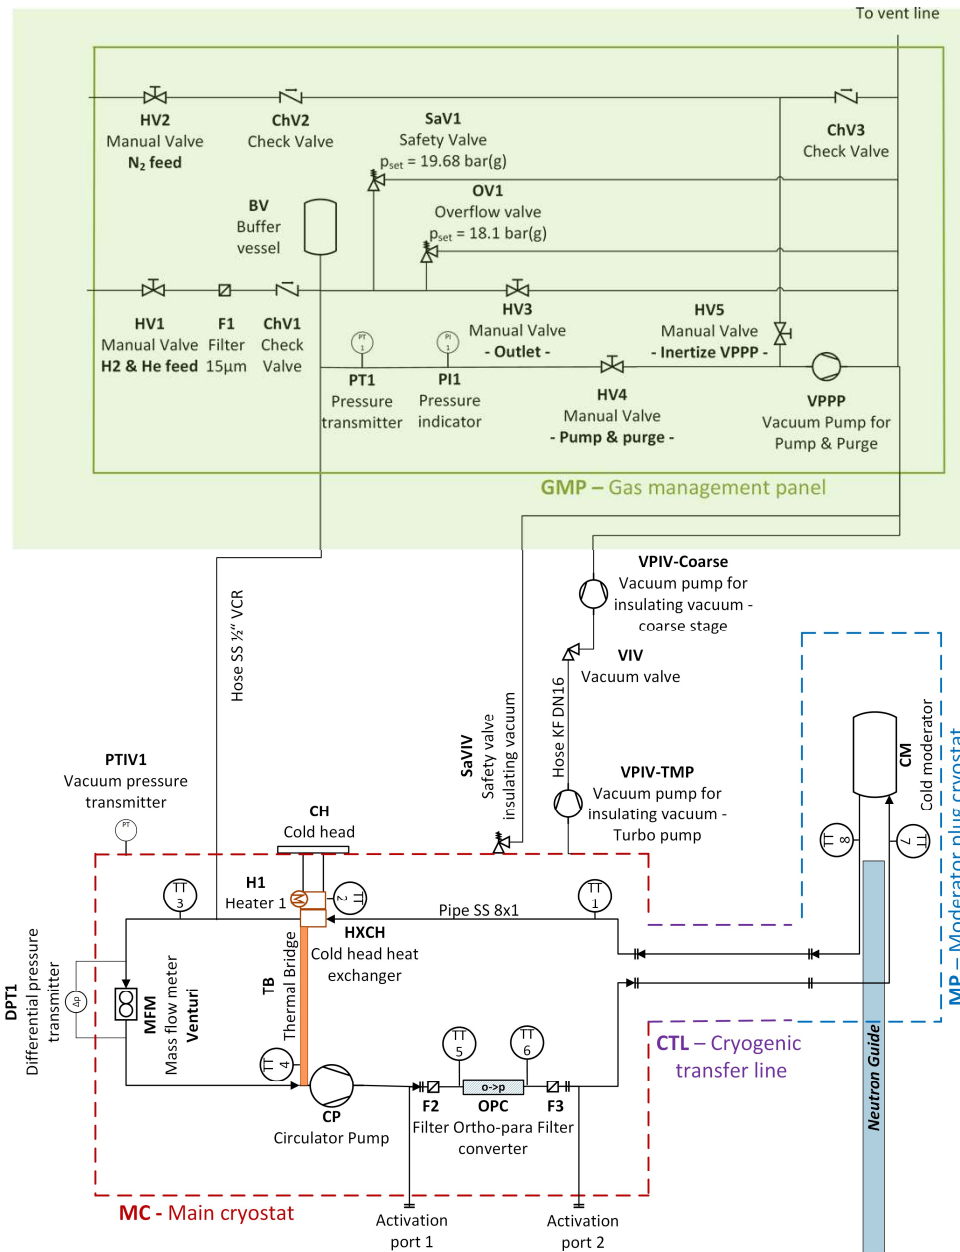 To vent line
HV2
Manual Valve
N2 feed
ChV2
Check Valve
SaV1
Safety Valve
pset = 19.68 bar(g)
ChV3
Check Valve
BV
Buffer
vessel
OV1
Overflow valve
pset = 18.1 bar(g)
HV1
Manual Valve
H2 & He feed
F1
Filter
15µm
ChV1
Check
Valve
HV3
Manual Valve
- Outlet -
HV5
Manual Valve
- Inertize VPPP -
PT
1
PI
1
PT1
Pressure
transmitter
PI1
Pressure
indicator
HV4
Manual Valve
- Pump & purge -
VPPP
Vacuum Pump for
Pump & Purge
GMP – Gas management panel
Hose SS ½“ VCR
VPIV-Coarse
Vacuum pump for
insulating vacuum -
coarse stage
VIV
Vacuum valve
Hose KF DN16
SaVIV
Safety valve
insulating vacuum
VPIV-TMP
Vacuum pump for
insulating vacuum -
Turbo pump
PTIV1
Vacuum pressure
transmitter
PT
CH
Cold head
CM
Cold moderator
MP – Moderator plug cryostat
TT
8
TT
7
TT
3
H1
Heater 1
M
TT
2
TT
1
Pipe SS 8x1
HXCH
Cold head heat
exchanger
TB
Thermal Bridge
DPT1
Differential pressure
transmitter
Δp
MFM
Mass flow meter
Venturi
TT
4
TT
5
TT
6
CTL – Cryogenic
transfer line
Neutron Guide
CP
Circulator Pump
F2
Filter
o->p
OPC
Ortho-para
converter
F3
Filter
MC - Main cryostat
Activation
port 1
Activation
port 2